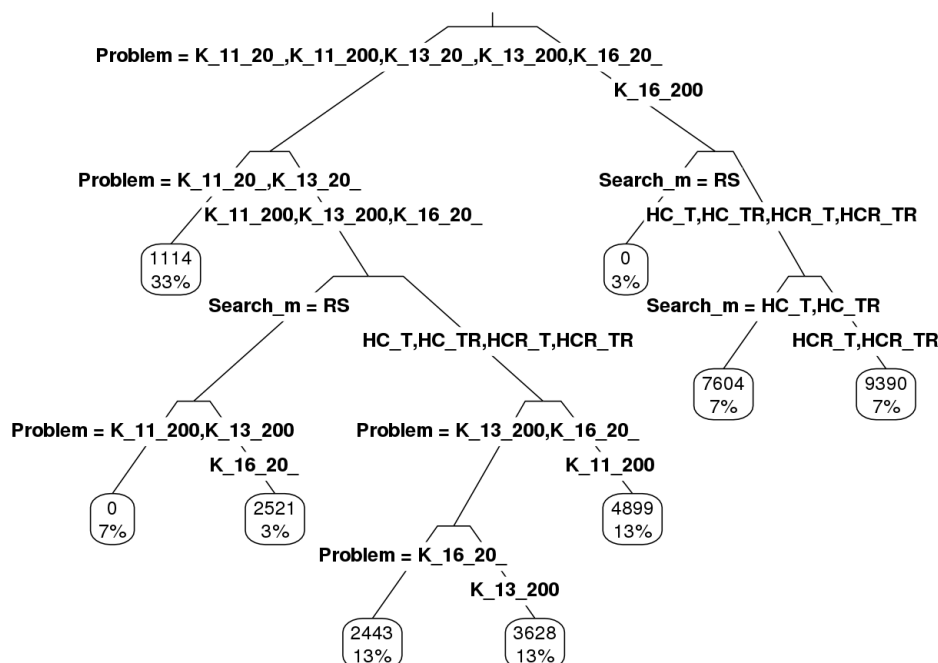 Problem = K_11_20_,K_11_200,K_13_20_,K_13_200,K_16_20_
K_16_200
Problem = K_11_20_,K_13_20_
Search_m = RS
K_11_200,K_13_200,K_16_20_
HC_T,HC_TR,HCR_T,HCR_TR
1114
33%
0
3%
Search_m = RS
Search_m = HC_T,HC_TR
HC_T,HC_TR,HCR_T,HCR_TR
HCR_T,HCR_TR
7604
7%
9390
7%
Problem = K_11_200,K_13_200
Problem = K_13_200,K_16_20_
K_16_20_
K_11_200
0
7%
2521
3%
4899
13%
Problem = K_16_20_
K_13_200
2443
13%
3628
13%